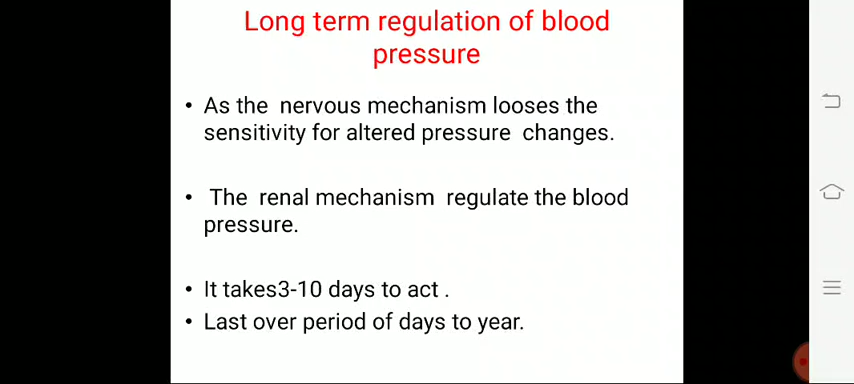 Long term regulation of blood
pressure
• As the nervous mechanism looses the
sensitivity for altered pressure changes.
• The renal mechanism regulate the blood
pressure.
• It takes3-10 days to act .
• Last over period of days to year.